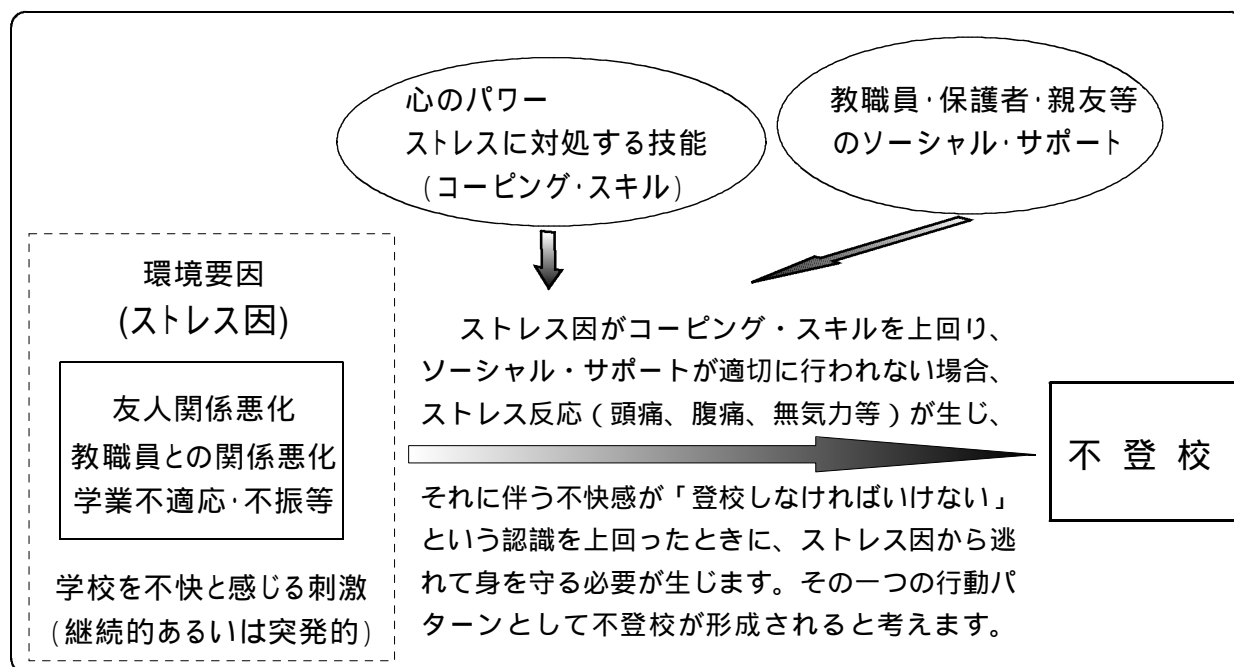 心のパワー
ストレスに対処する技能
(コーピング・スキル)
教職員・保護者・親友等
のソーシャル・サポート
環境要因
(ストレス因)
友人関係悪化
教職員との関係悪化
学業不適応・不振等
学校を不快と感じる刺激
(継続的あるいは突発的)
ストレス因がコーピング・スキルを上回り、
ソーシャル・サポートが適切に行われない場合、
ストレス反応(頭痛、腹痛、無気力等)が生じ、
それに伴う不快感が「登校しなければいけない」
という認識を上回ったときに、ストレス因から逃
れて身を守る必要が生じます。その一つの行動パ
ターンとして不登校が形成されると考えます。
不登校